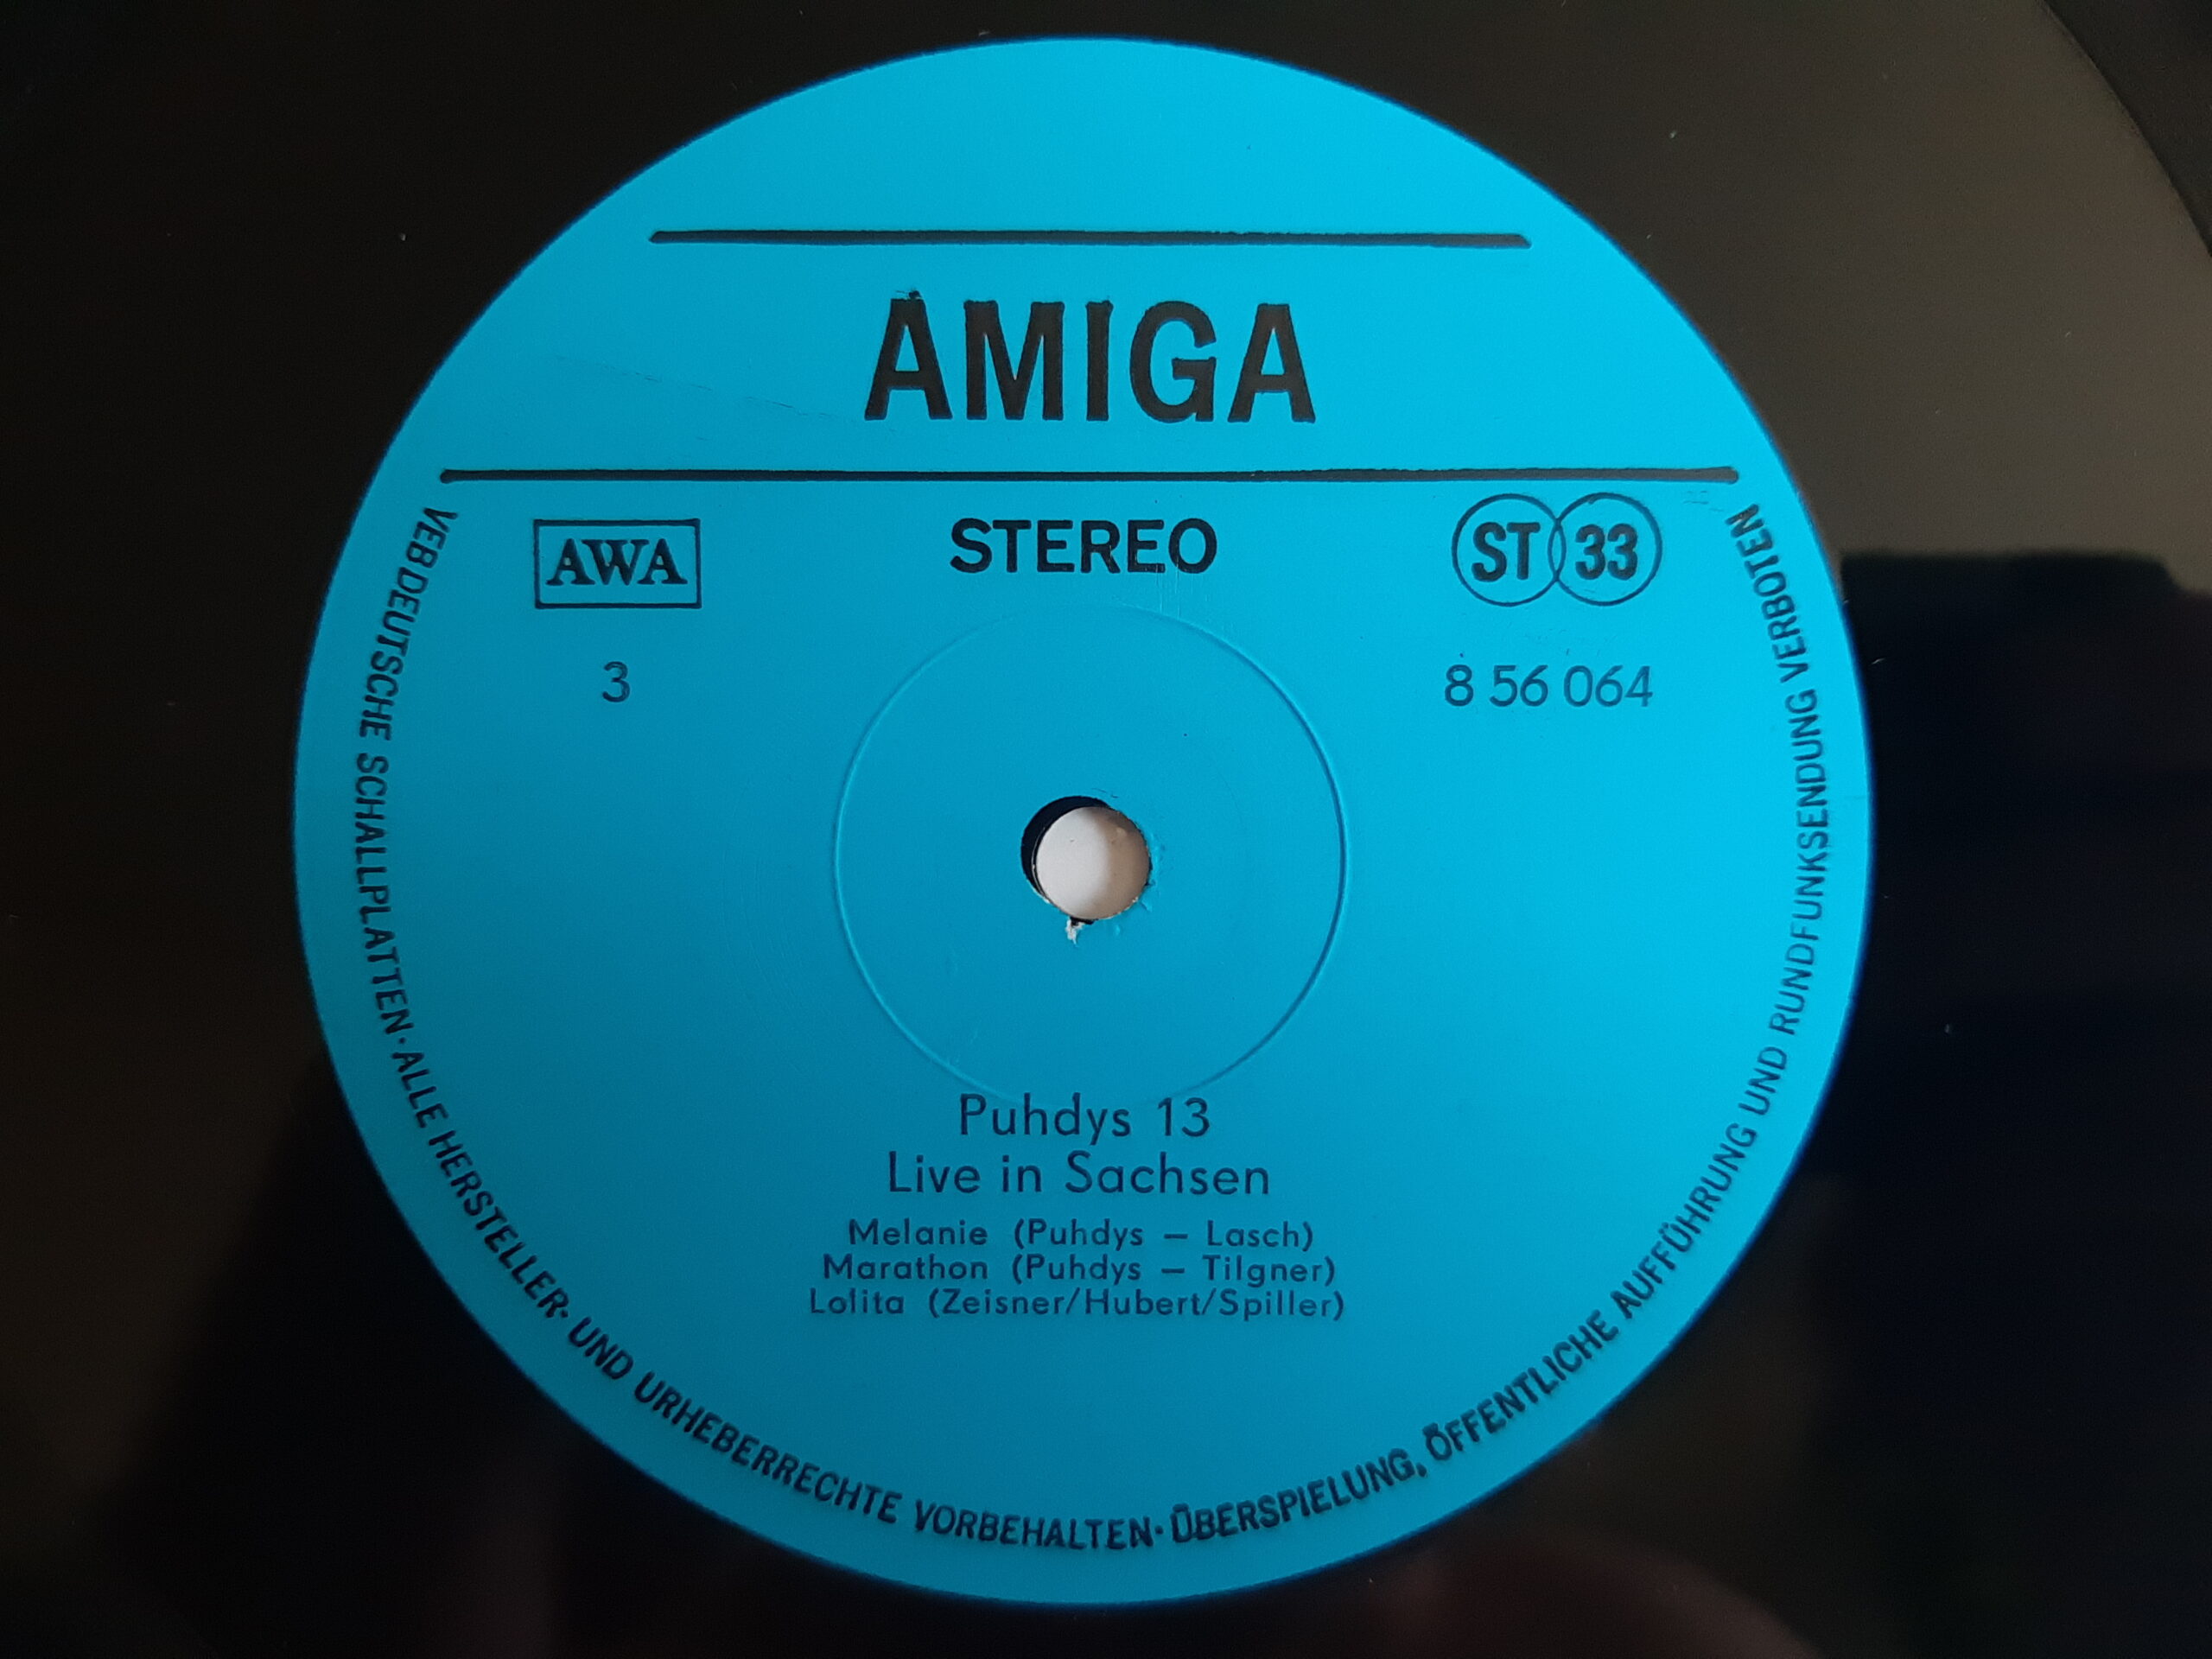 AMIGA
AWA
STEREO
ST 33
3
8 56 064
Puhdys 13
Live in Sachsen
Melanie (Puhdys – Lasch)
Marathon (Puhdys – Tilgner)
Lolita (Zeisner/Hubert/Spiller)
VEB DEUTSCHE SCHALLPLATTEN · ALLE HERSTELLER- UND URHEBERRECHTE VORBEHALTEN · ÜBERSPIELUNG, ÖFFENTLICHE AUFFÜHRUNG UND RUNDFUNKSENDUNG VERBOTEN